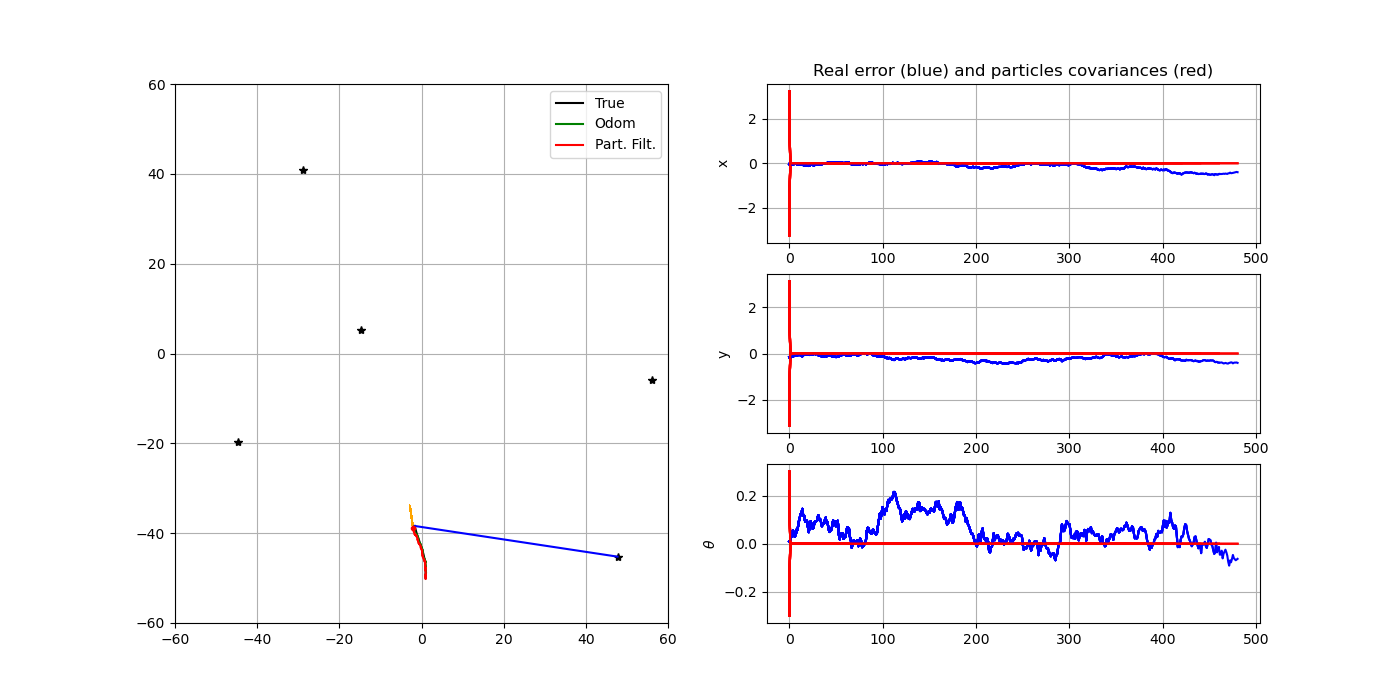 60
40
20
0
−20
−40
−60
−60 −40 −20 0 20 40 60
True
Odom
Part. Filt.
Real error (blue) and particles covariances (red)
x
2
0
−2
0 100 200 300 400 500
y
2
0
−2
0 100 200 300 400 500
θ
0.2
0.0
−0.2
0 100 200 300 400 500